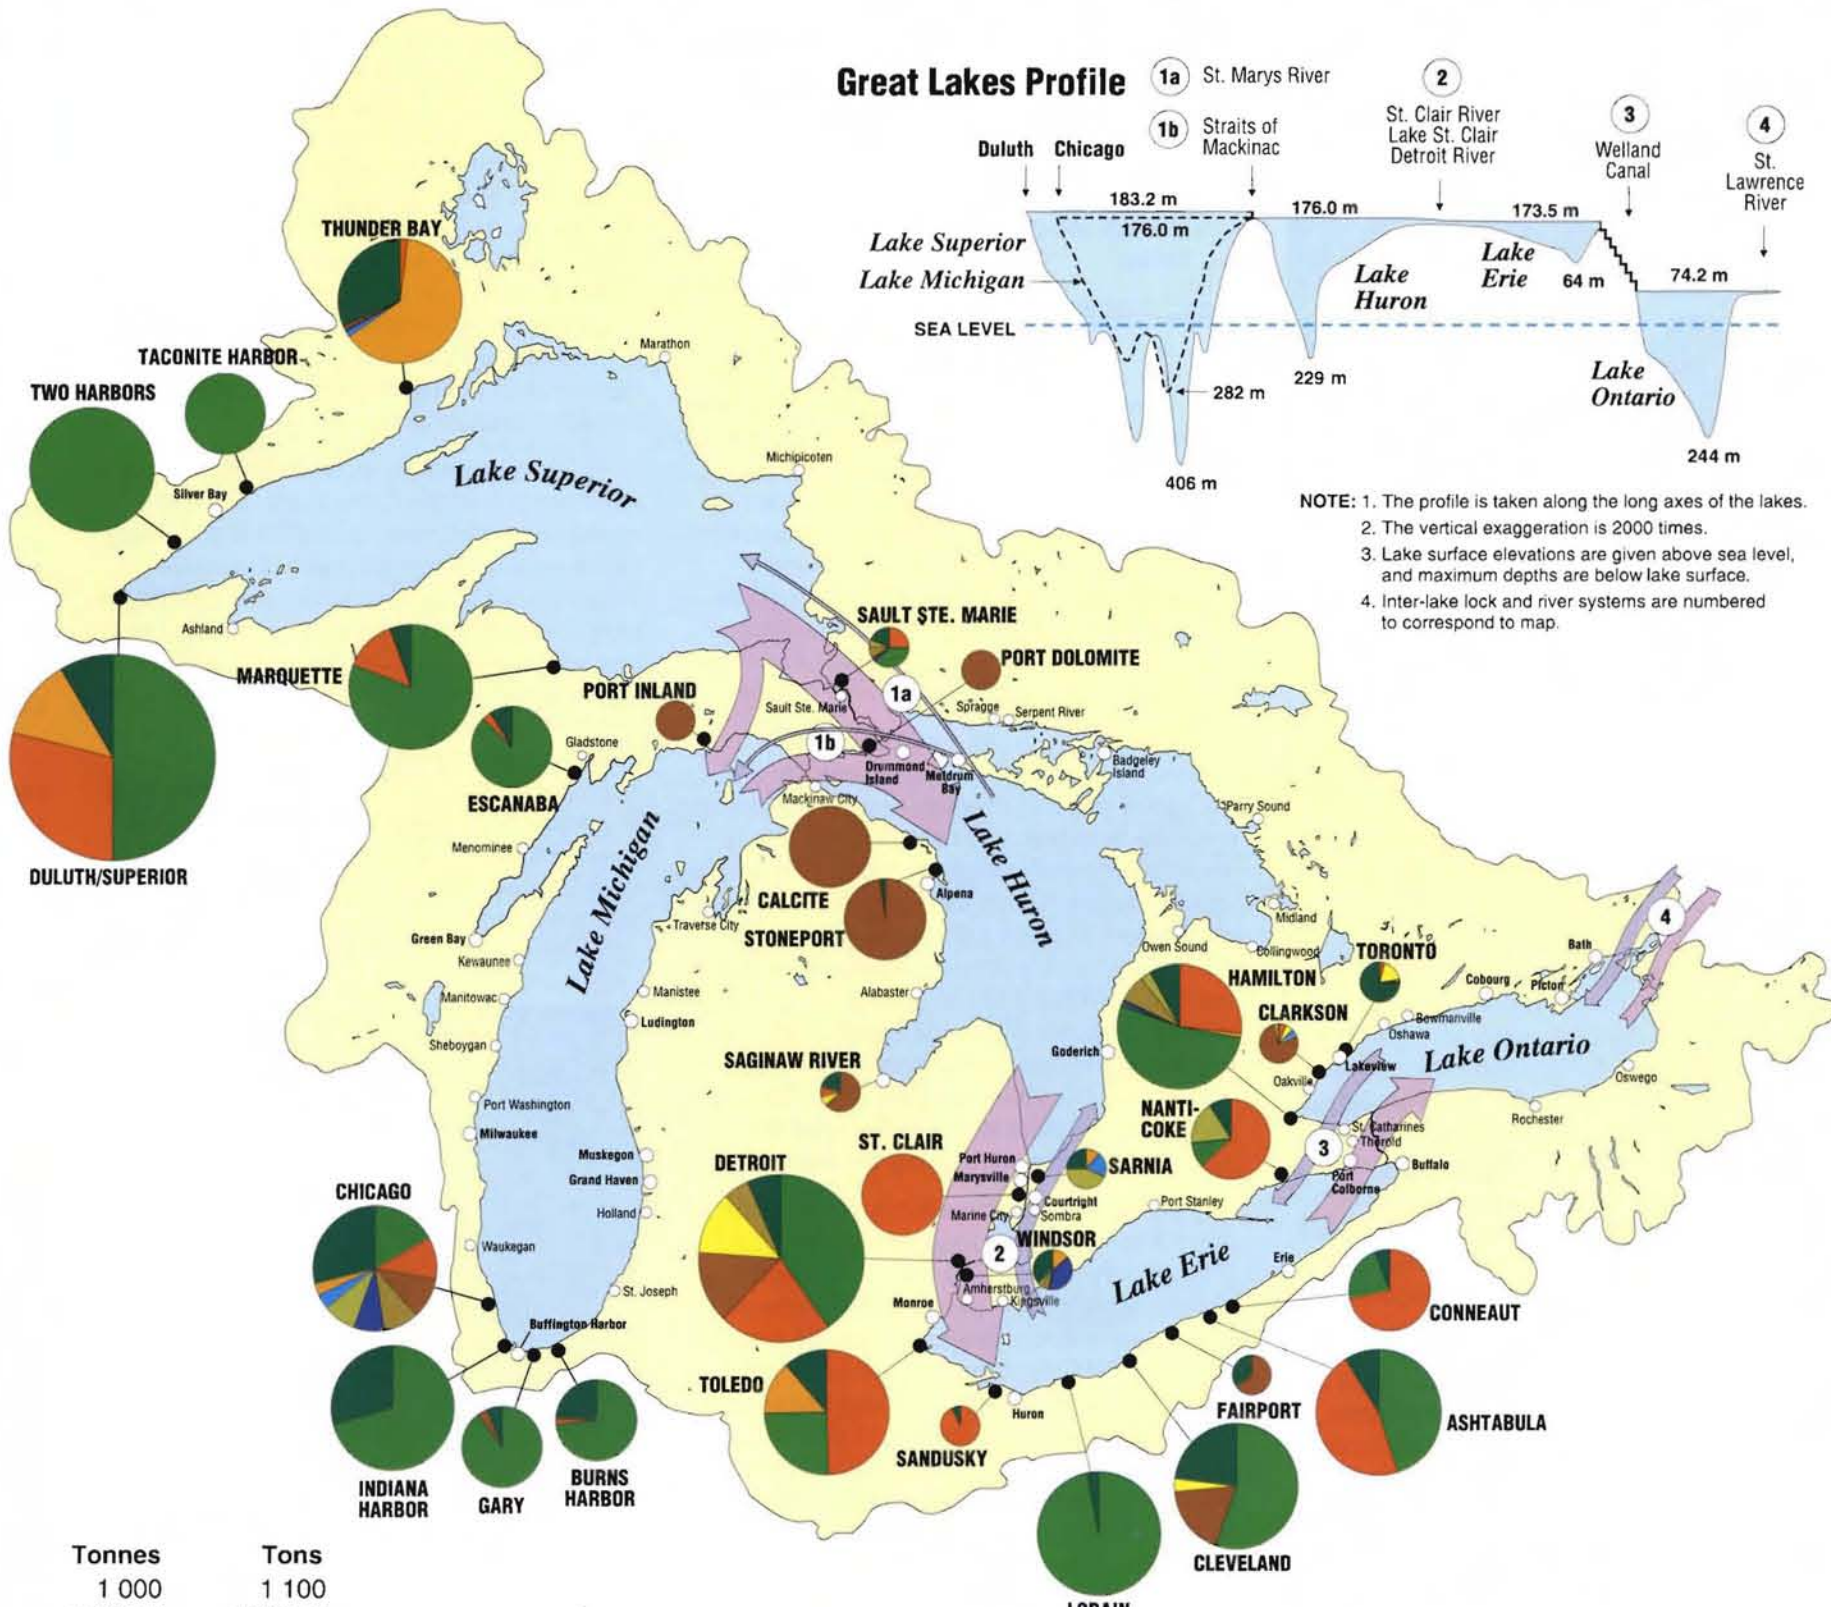 Great Lakes Profile
1a St. Marys River
1b Straits of
Mackinac
2
St. Clair River
Lake St. Clair
Detroit River
3
Welland
Canal
4
St.
Lawrence
River
Duluth Chicago
183.2 m
176.0 m
176.0 m
173.5 m
74.2 m
Lake Superior
Lake Michigan
SEA LEVEL
Lake
Huron
Lake
Erie
64 m
Lake
Ontario
282 m
229 m
406 m
244 m
NOTE: 1. The profile is taken along the long axes of the lakes.
2. The vertical exaggeration is 2000 times.
3. Lake surface elevations are given above sea level,
and maximum depths are below lake surface.
4. Inter-lake lock and river systems are numbered
to correspond to map.
THUNDER BAY
TACONITE HARBOR
TWO HARBORS
Silver Bay
Marathon
Michipicoten
Lake Superior
Ashland
DULUTH/SUPERIOR
MARQUETTE
SAULT STE. MARIE
PORT DOLOMITE
PORT INLAND
1a
Sault Ste. Marie
Spragge
Serpent River
1b
Drummond
Island
Meldrum
Bay
Badgeley
Island
Gladstone
ESCANABA
Mackinaw City
Parry Sound
Menominee
Lake Michigan
Lake Huron
CALCITE
Alpena
STONEPORT
Traverse City
Green Bay
Kewaunee
Manitowac
Manistee
Ludington
Sheboygan
Alabaster
Midland
Owen Sound
Collingwood
4
Bath
TORONTO
HAMILTON
CLARKSON
Cobourg
Picton
Bowmanville
Oshawa
Lakeview
Lake Ontario
Oakville
Oswego
Rochester
SAGINAW RIVER
Goderich
Port Washington
Milwaukee
Muskegon
Grand Haven
Holland
NANTI-
COKE
St. Catharines
Thorold
3
Buffalo
Port
Colborne
ST. CLAIR
DETROIT
Port Huron
Marysville
SARNIA
Courtright
Sombra
Marine City
Port Stanley
WINDSOR
2
Lake Erie
Erie
CHICAGO
Waukegan
St. Joseph
Amherstburg
Kingsville
Monroe
CONNEAUT
Buffington Harbor
TOLEDO
FAIRPORT
ASHTABULA
Huron
SANDUSKY
INDIANA
HARBOR
GARY
BURNS
HARBOR
CLEVELAND
LORAIN
Tonnes Tons
1 000 1 100